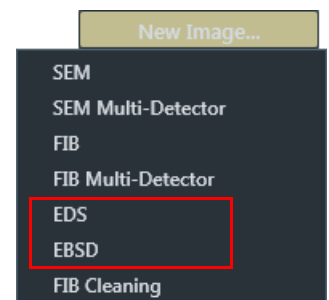 New Image...
SEM
SEM Multi-Detector
FIB
FIB Multi-Detector
EDS
EBSD
FIB Cleaning